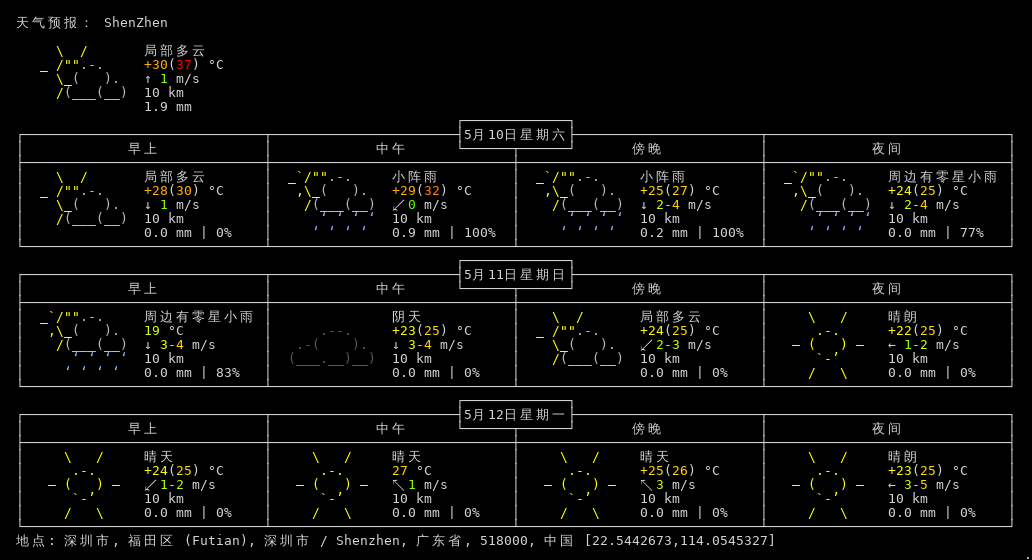 天气预报： ShenZhen
局部多云
+30(37) °C
↑ 1 m/s
10 km
1.9 mm
5月10日星期六
早上 中午 傍晚 夜间
局部多云 小阵雨 小阵雨 周边有零星小雨
+28(30) °C +29(32) °C +25(27) °C +24(25) °C
↓ 1 m/s ↙ 0 m/s ↓ 2-4 m/s ↓ 2-4 m/s
10 km 10 km 10 km 10 km
0.0 mm | 0% 0.9 mm | 100% 0.2 mm | 100% 0.0 mm | 77%
5月11日星期日
早上 中午 傍晚 夜间
周边有零星小雨 阴天 局部多云 晴朗
19 °C +23(25) °C +24(25) °C +22(25) °C
↓ 3-4 m/s ↓ 3-4 m/s ↙ 2-3 m/s ← 1-2 m/s
10 km 10 km 10 km 10 km
0.0 mm | 83% 0.0 mm | 0% 0.0 mm | 0% 0.0 mm | 0%
5月12日星期一
早上 中午 傍晚 夜间
晴天 晴天 晴天 晴朗
+24(25) °C 27 °C +25(26) °C +23(25) °C
↙ 1-2 m/s ↖ 1 m/s ↖ 3 m/s ← 3-5 m/s
10 km 10 km 10 km 10 km
0.0 mm | 0% 0.0 mm | 0% 0.0 mm | 0% 0.0 mm | 0%
地点: 深圳市, 福田区 (Futian), 深圳市 / Shenzhen, 广东省, 518000, 中国 [22.5442673,114.0545327]